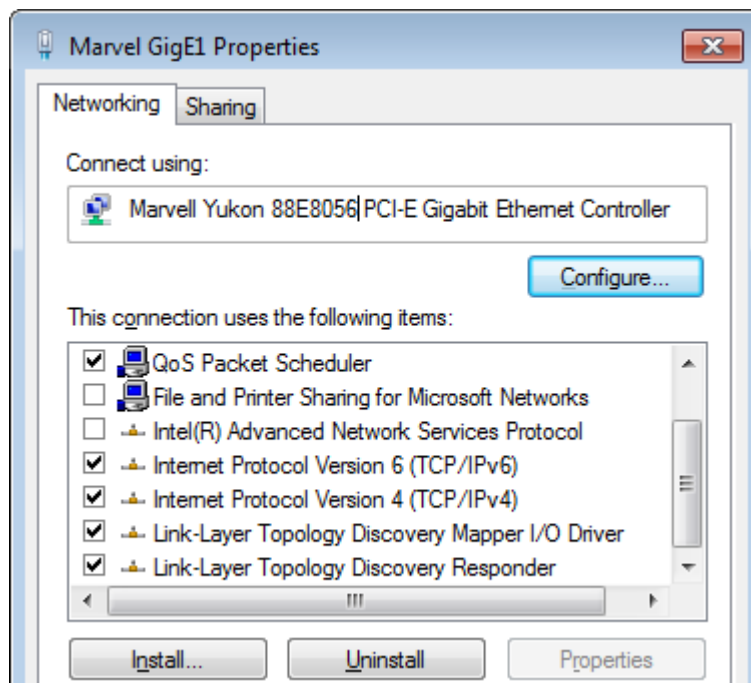 Marvel GigE1 Properties
Networking Sharing
Connect using:
Marvell Yukon 88E8056 PCI-E Gigabit Ethernet Controller
Configure...
This connection uses the following items:
QoS Packet Scheduler
File and Printer Sharing for Microsoft Networks
Intel(R) Advanced Network Services Protocol
Internet Protocol Version 6 (TCP/IPv6)
Internet Protocol Version 4 (TCP/IPv4)
Link-Layer Topology Discovery Mapper I/O Driver
Link-Layer Topology Discovery Responder
Install... Uninstall Properties